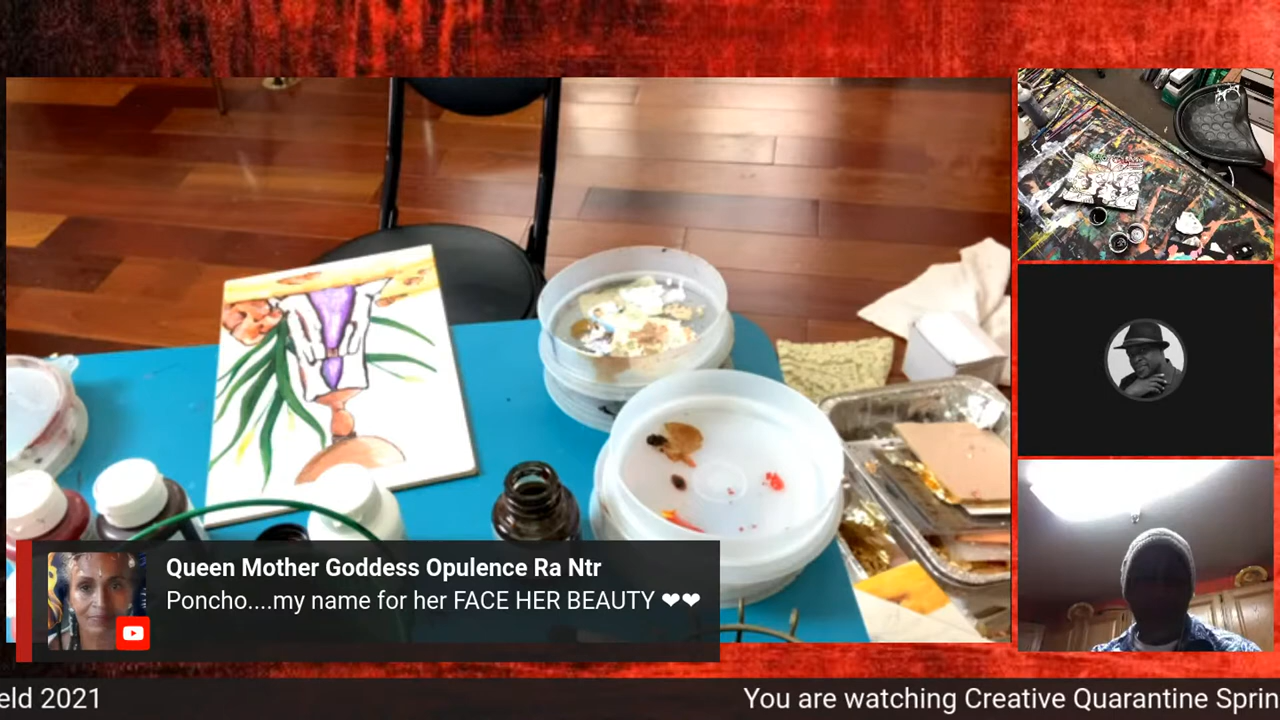 Queen Mother Goddess Opulence Ra Ntr
Poncho....my name for her FACE HER BEAUTY ❤❤
eld 2021
You are watching Creative Quarantine Sprin